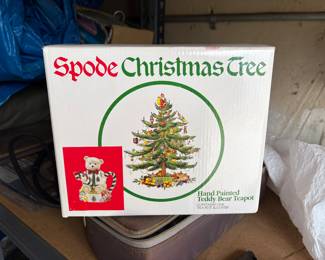 Spode Christmas Tree
Hand Painted
Teddy Bear Teapot